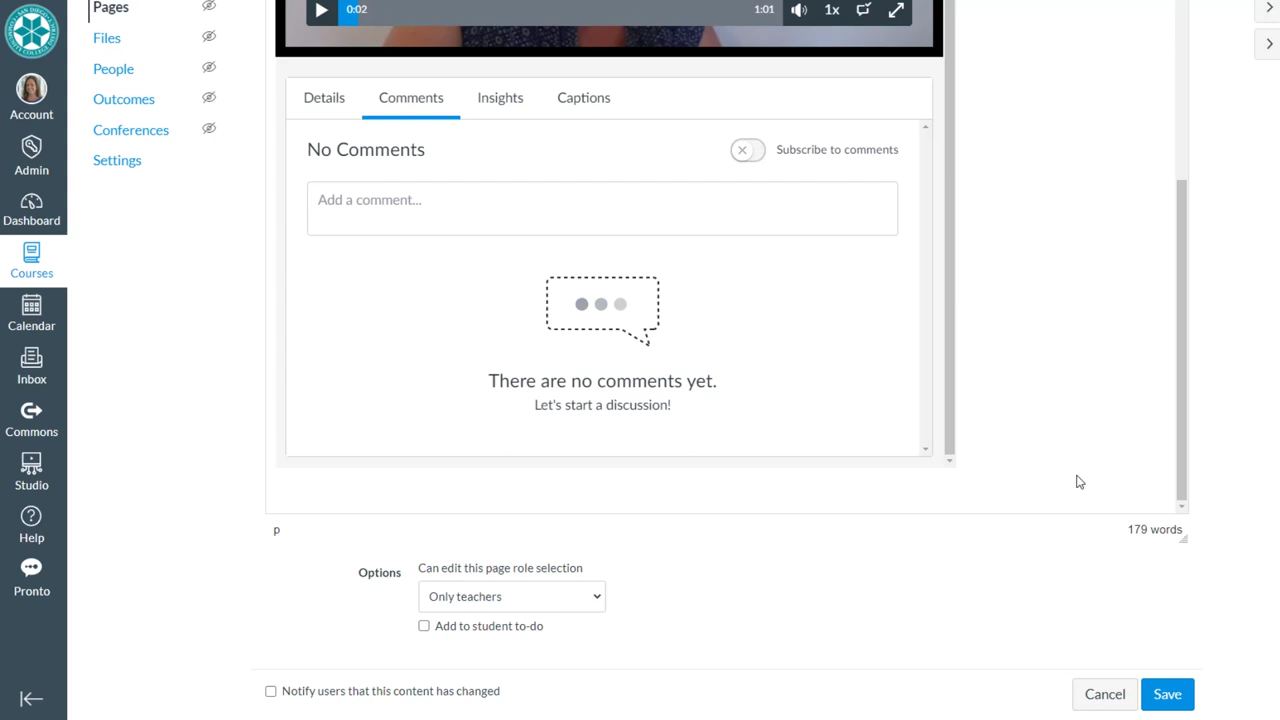 Pages
Files
People
Outcomes
Conferences
Settings
Account
Admin
Dashboard
Courses
Calendar
Inbox
Commons
Studio
Help
Pronto
0:02
1:01
1x
Details
Comments
Insights
Captions
No Comments
Subscribe to comments
Add a comment...
There are no comments yet.
Let's start a discussion!
p
179 words
Options
Can edit this page role selection
Only teachers
Add to student to-do
Notify users that this content has changed
Cancel
Save